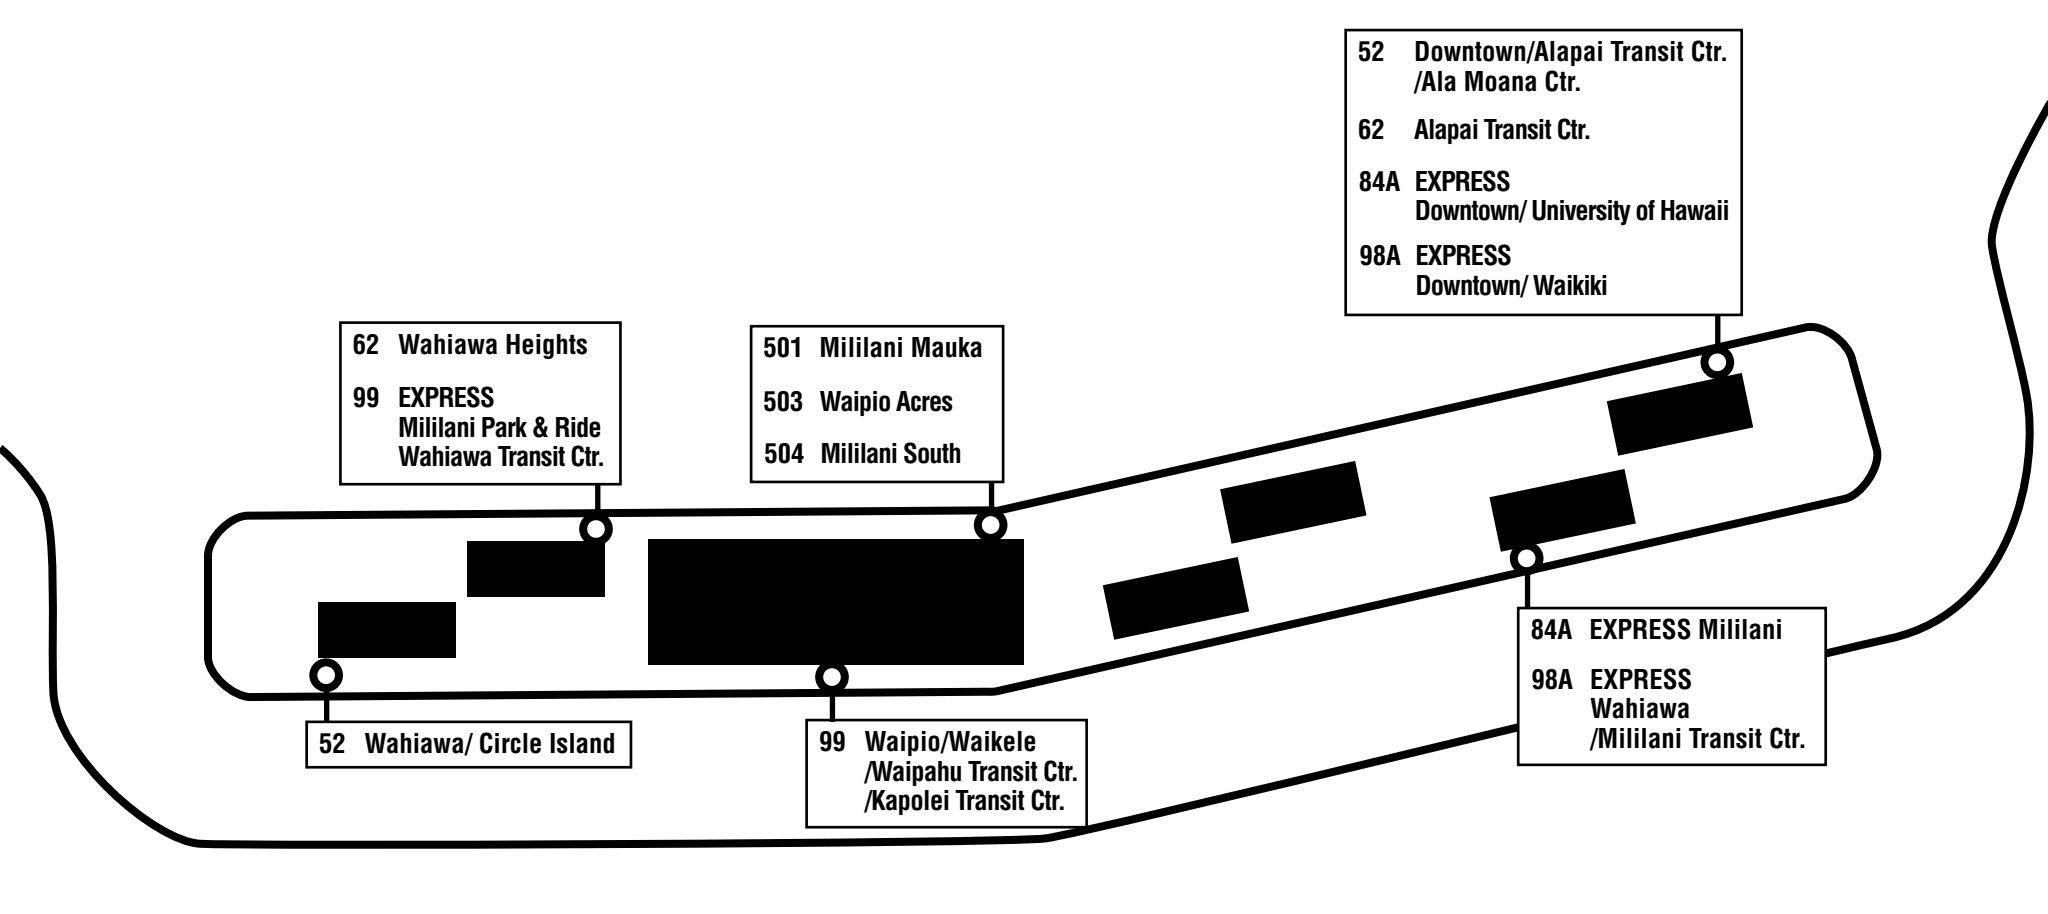 52 Downtown/Alapai Transit Ctr.
/Ala Moana Ctr.
62 Alapai Transit Ctr.
84A EXPRESS
Downtown/ University of Hawaii
98A EXPRESS
Downtown/ Waikiki
62 Wahiawa Heights
99 EXPRESS
Mililani Park & Ride
Wahiawa Transit Ctr.
501 Mililani Mauka
503 Waipio Acres
504 Mililani South
52 Wahiawa/ Circle Island
99 Waipio/Waikele
/Waipahu Transit Ctr.
/Kapolei Transit Ctr.
84A EXPRESS Mililani
98A EXPRESS
Wahiawa
/Mililani Transit Ctr.